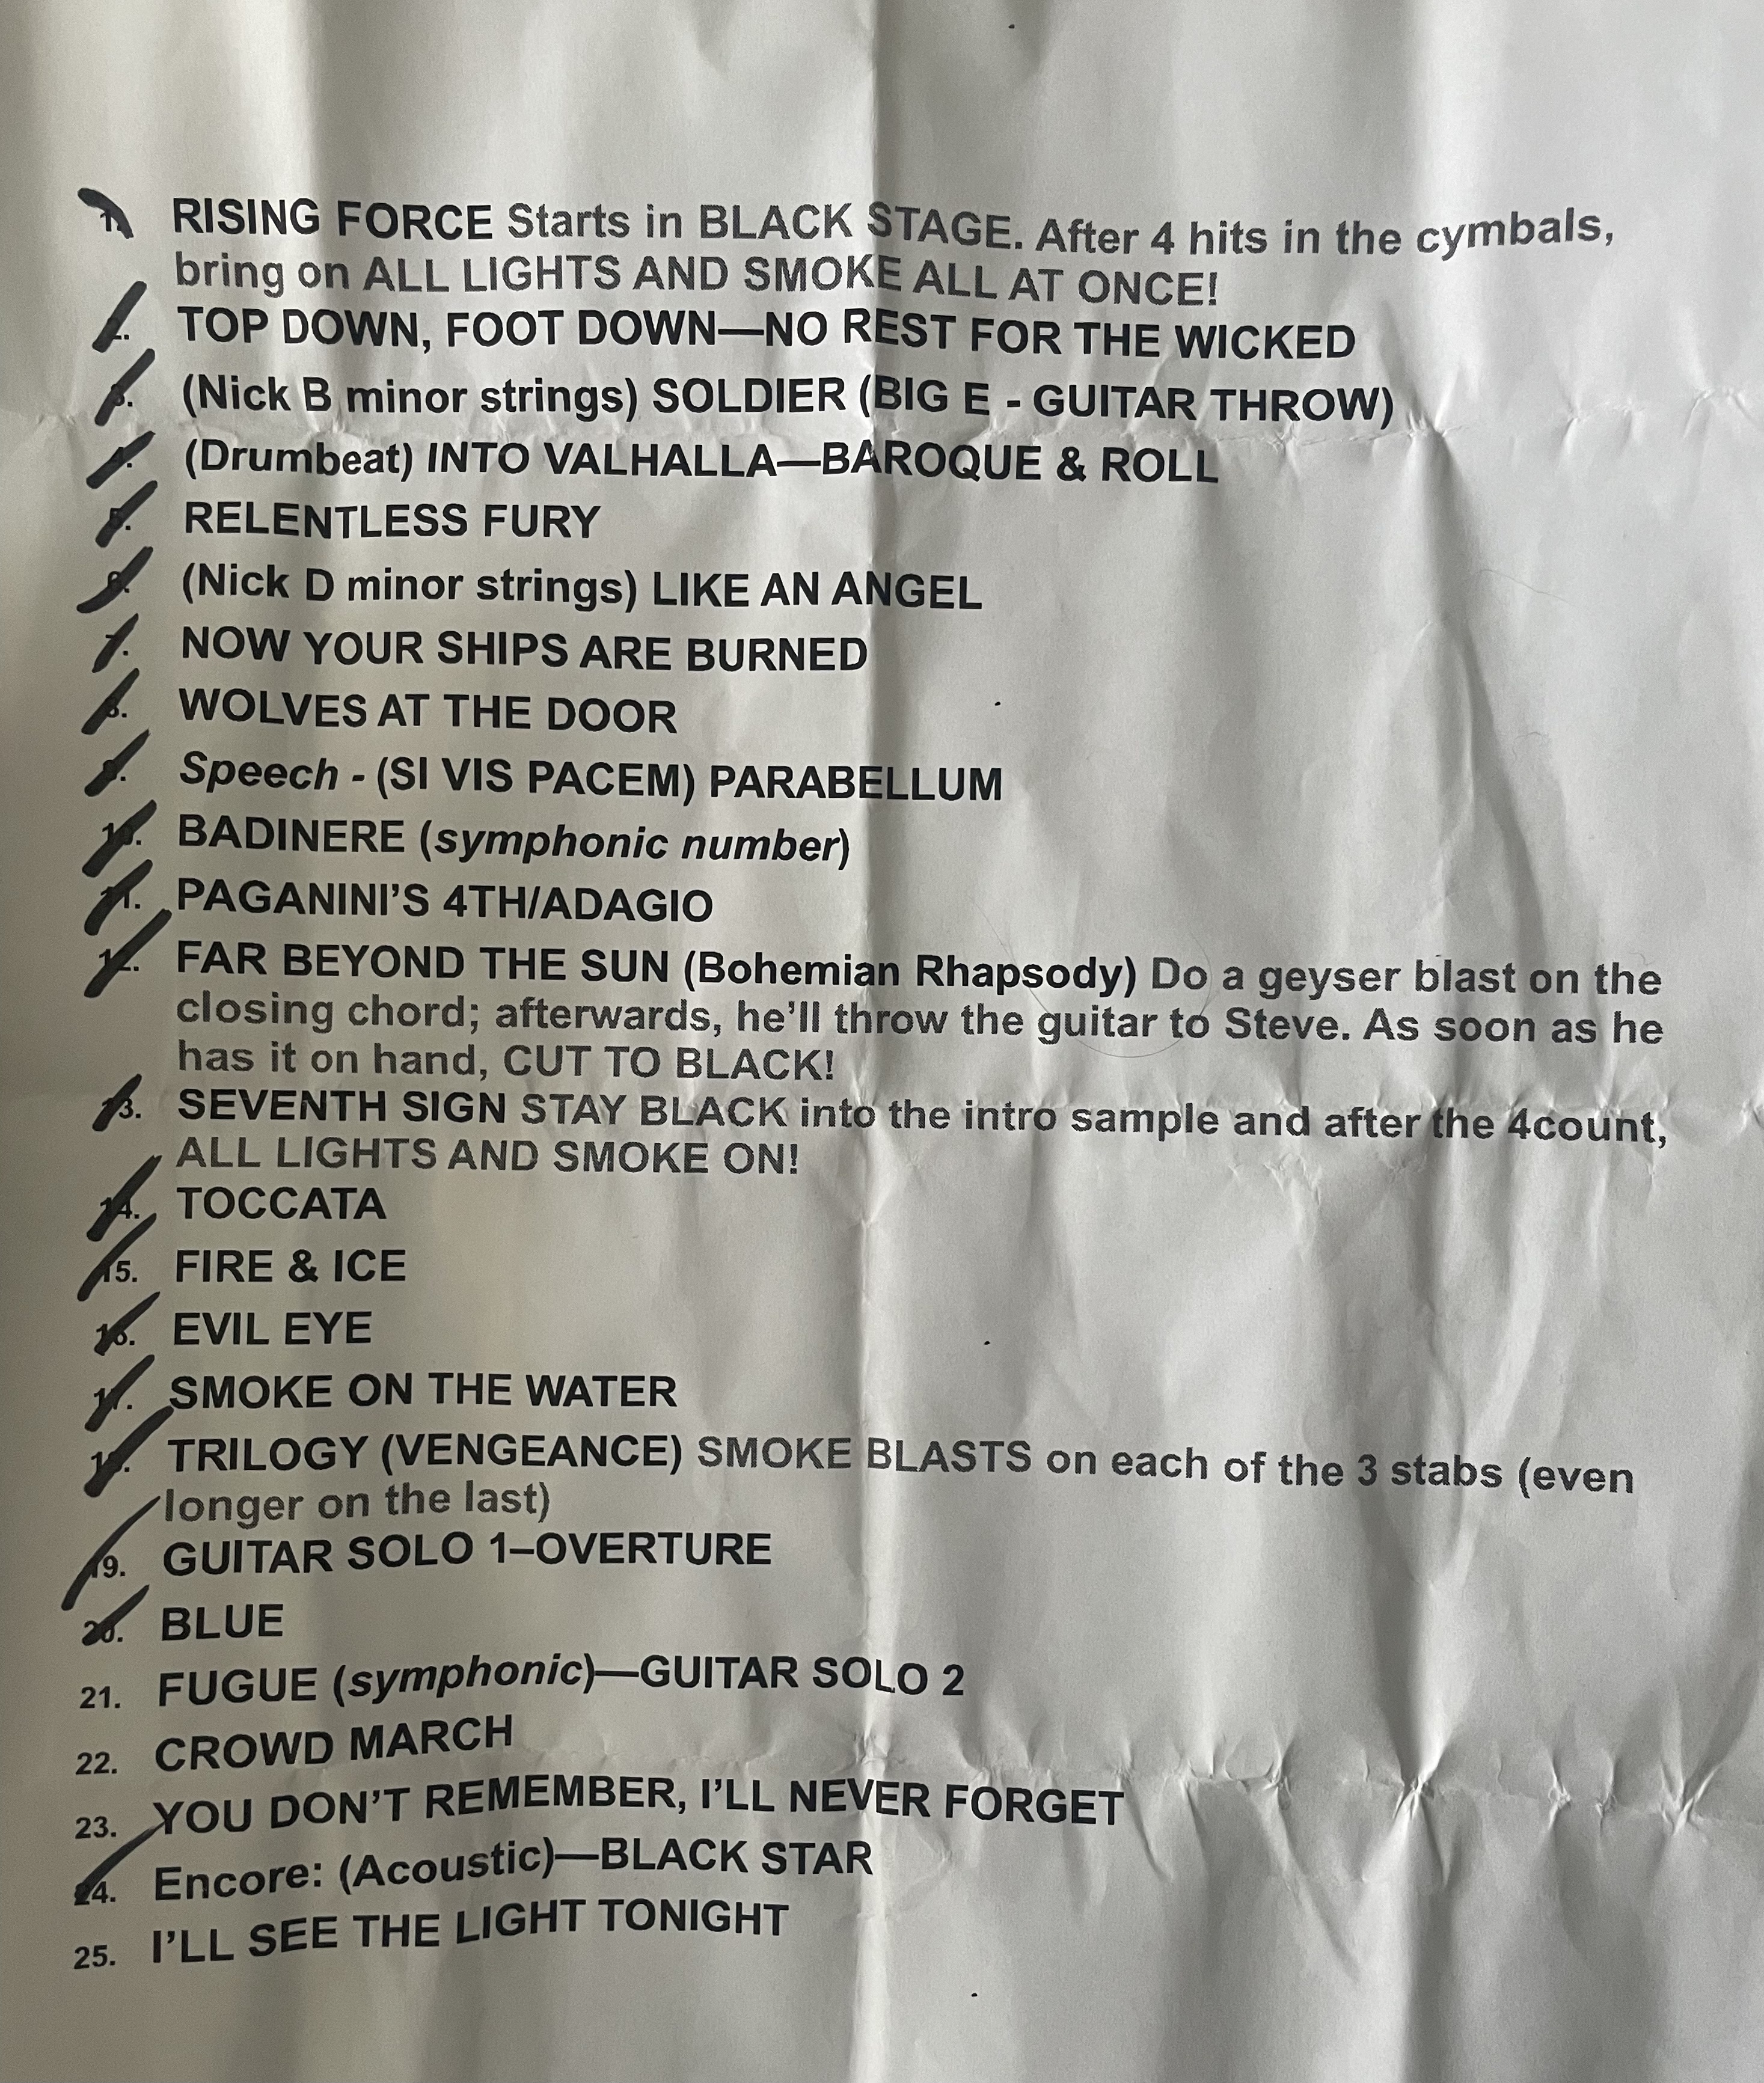 1. RISING FORCE Starts in BLACK STAGE. After 4 hits in the cymbals,
bring on ALL LIGHTS AND SMOKE ALL AT ONCE!
2. TOP DOWN, FOOT DOWN—NO REST FOR THE WICKED
3. (Nick B minor strings) SOLDIER (BIG E - GUITAR THROW)
4. (Drumbeat) INTO VALHALLA—BAROQUE & ROLL
5. RELENTLESS FURY
6. (Nick D minor strings) LIKE AN ANGEL
7. NOW YOUR SHIPS ARE BURNED
8. WOLVES AT THE DOOR
9. Speech - (SI VIS PACEM) PARABELLUM
10. BADINERE (symphonic number)
11. PAGANINI’S 4TH/ADAGIO
12. FAR BEYOND THE SUN (Bohemian Rhapsody) Do a geyser blast on the
closing chord; afterwards, he’ll throw the guitar to Steve. As soon as he
has it on hand, CUT TO BLACK!
13. SEVENTH SIGN STAY BLACK into the intro sample and after the 4count,
ALL LIGHTS AND SMOKE ON!
14. TOCCATA
15. FIRE & ICE
16. EVIL EYE
17. SMOKE ON THE WATER
18. TRILOGY (VENGEANCE) SMOKE BLASTS on each of the 3 stabs (even
longer on the last)
19. GUITAR SOLO 1–OVERTURE
20. BLUE
21. FUGUE (symphonic)—GUITAR SOLO 2
22. CROWD MARCH
23. YOU DON’T REMEMBER, I’LL NEVER FORGET
24. Encore: (Acoustic)—BLACK STAR
25. I’LL SEE THE LIGHT TONIGHT